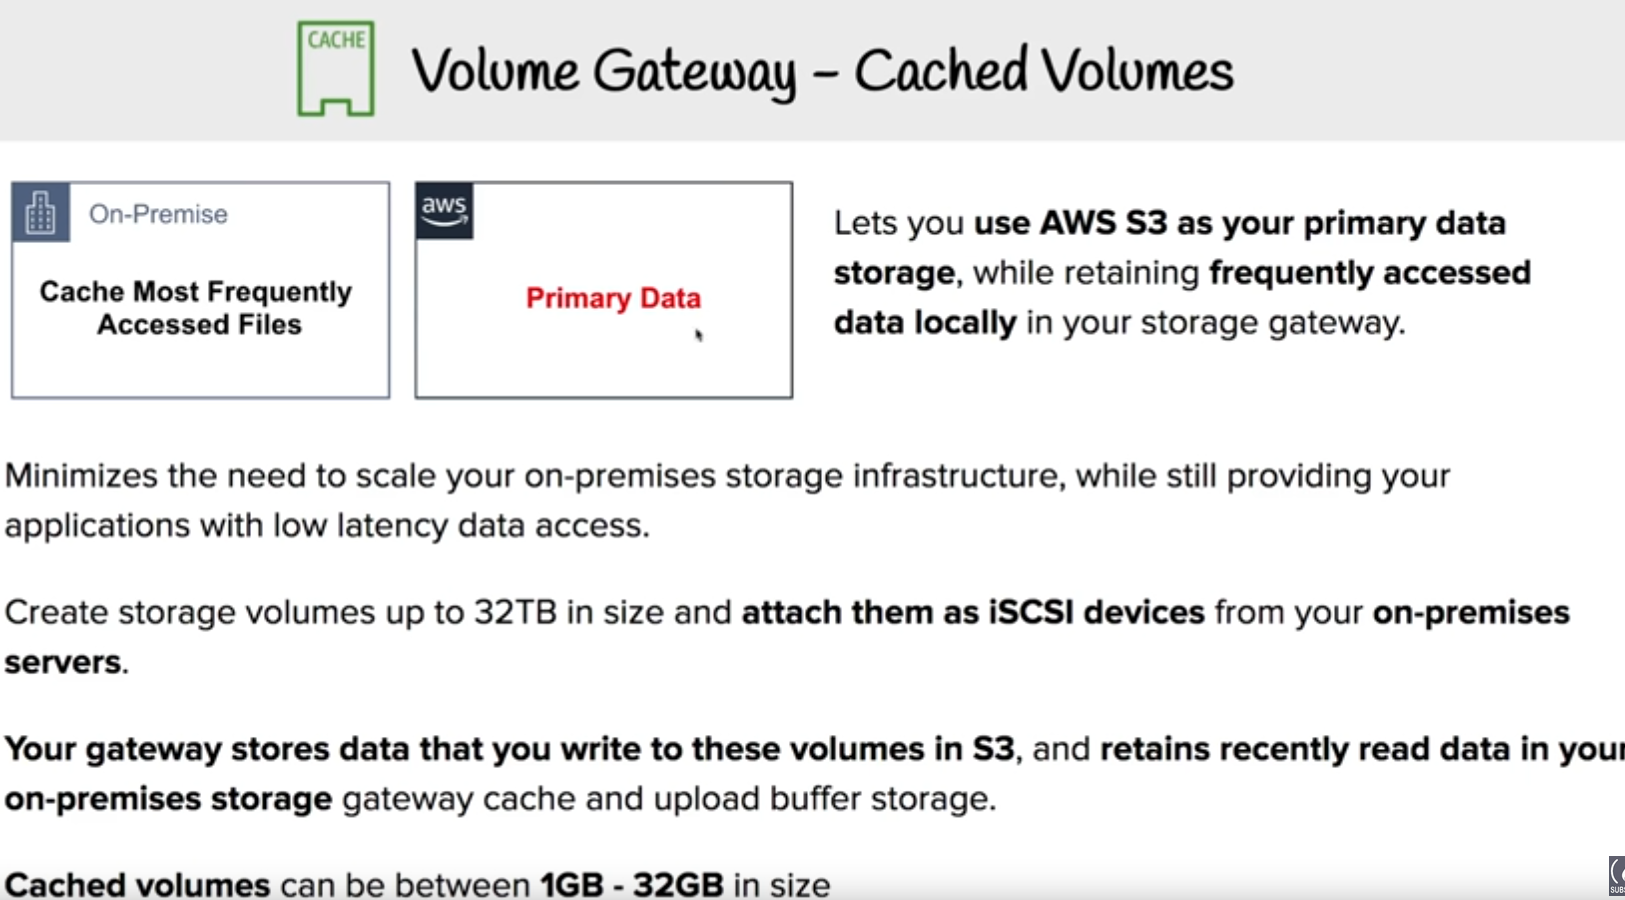 CACHE
Volume Gateway - Cached Volumes
On-Premise
Cache Most Frequently
Accessed Files
aws
Primary Data
Lets you use AWS S3 as your primary data
storage, while retaining frequently accessed
data locally in your storage gateway.
Minimizes the need to scale your on-premises storage infrastructure, while still providing your
applications with low latency data access.
Create storage volumes up to 32TB in size and attach them as iSCSI devices from your on-premises
servers.
Your gateway stores data that you write to these volumes in S3, and retains recently read data in your
on-premises storage gateway cache and upload buffer storage.
Cached volumes can be between 1GB - 32GB in size